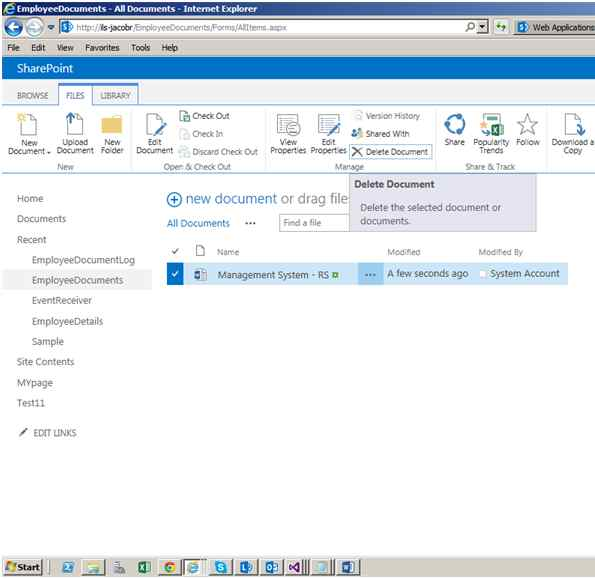 EmployeeDocuments - All Documents - Internet Explorer
http://ils-jacobr/EmployeeDocuments/Forms/AllItems.aspx
Web Applications
File Edit View Favorites Tools Help
SharePoint
BROWSE FILES LIBRARY
New Document
Upload Document
New Folder
New
Edit Document
Check Out
Check In
Discard Check Out
Open & Check Out
View Properties
Edit Properties
Version History
Shared With
Delete Document
Manage
Share
Popularity Trends
Follow
Share & Track
Download a Copy
Delete Document
Delete the selected document or
documents.
Home
Documents
Recent
EmployeeDocumentLog
EmployeeDocuments
EventReceiver
EmployeeDetails
Sample
Site Contents
MYpage
Test11
EDIT LINKS
new document or drag file
All Documents ••• Find a file
Name Modified Modified By
Management System - RS ••• A few seconds ago System Account
Start